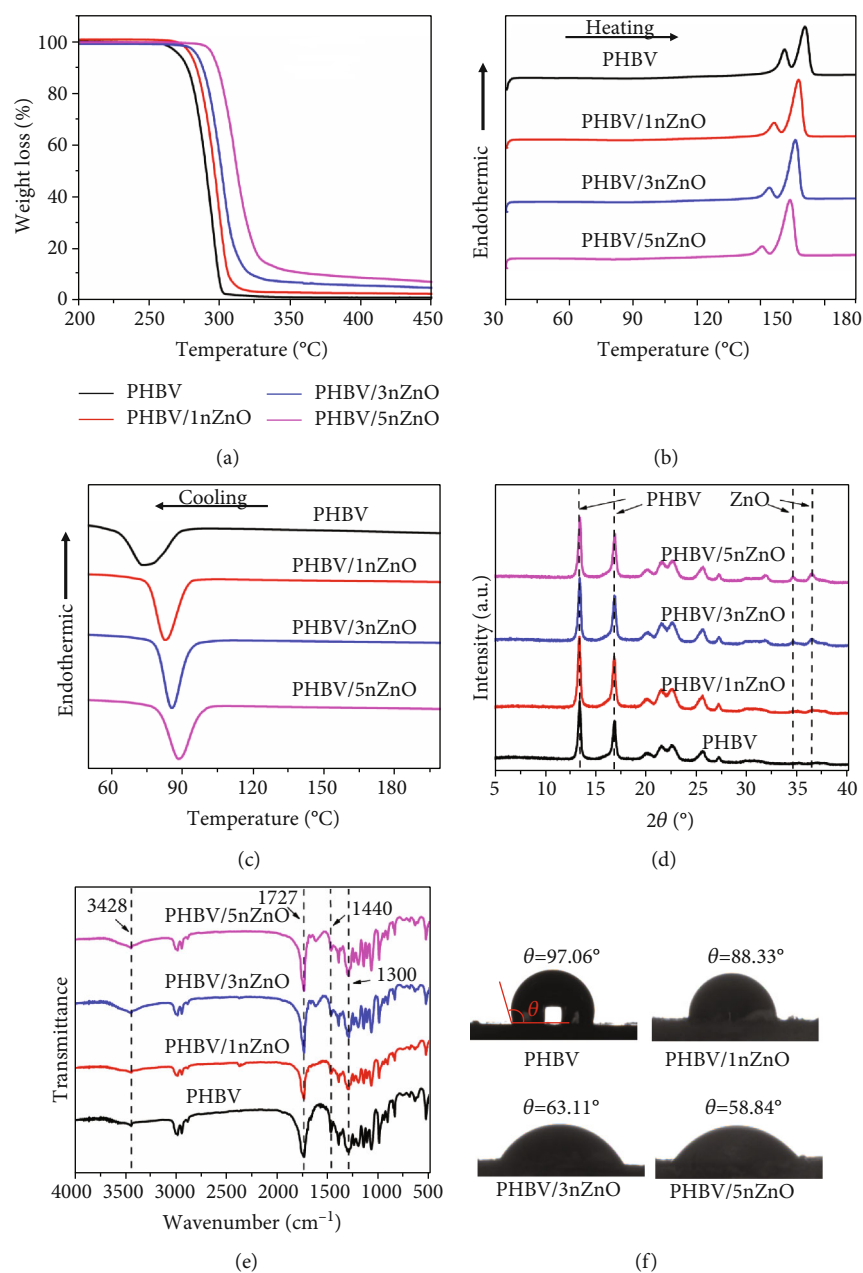 100
80
60
40
20
0
Weight loss (%)
200 250 300 350 400 450
Temperature (°C)
PHBV
PHBV/1nZnO
PHBV/3nZnO
PHBV/5nZnO
(a)
Heating
PHBV
PHBV/1nZnO
PHBV/3nZnO
PHBV/5nZnO
Endothermic
30 60 90 120 150 180
Temperature (°C)
(b)
Cooling
PHBV
PHBV/1nZnO
PHBV/3nZnO
PHBV/5nZnO
Endothermic
60 90 120 150 180
Temperature (°C)
(c)
PHBV ZnO
PHBV/5nZnO
PHBV/3nZnO
PHBV/1nZnO
PHBV
Intensity (a.u.)
5 10 15 20 25 30 35 40
2θ (°)
(d)
3428
1727
1440
1300
PHBV/5nZnO
PHBV/3nZnO
PHBV/1nZnO
PHBV
Transmittance
4000 3500 3000 2500 2000 1500 1000 500
Wavenumber (cm⁻¹)
(e)
θ=97.06° θ=88.33°
θ
PHBV PHBV/1nZnO
θ=63.11° θ=58.84°
PHBV/3nZnO PHBV/5nZnO
(f)